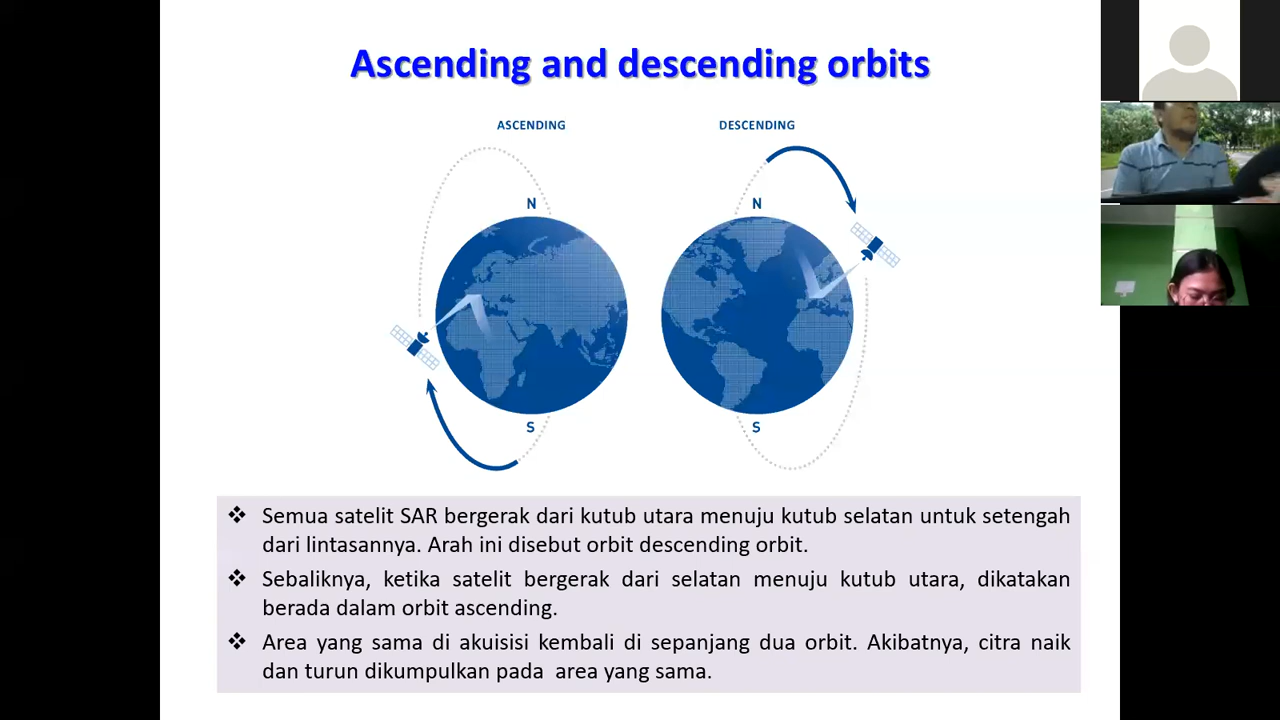 Ascending and descending orbits
ASCENDING
DESCENDING
N
N
S
S
❖ Semua satelit SAR bergerak dari kutub utara menuju kutub selatan untuk setengah
dari lintasannya. Arah ini disebut orbit descending orbit.
❖ Sebaliknya, ketika satelit bergerak dari selatan menuju kutub utara, dikatakan
berada dalam orbit ascending.
❖ Area yang sama di akuisisi kembali di sepanjang dua orbit. Akibatnya, citra naik
dan turun dikumpulkan pada  area yang sama.